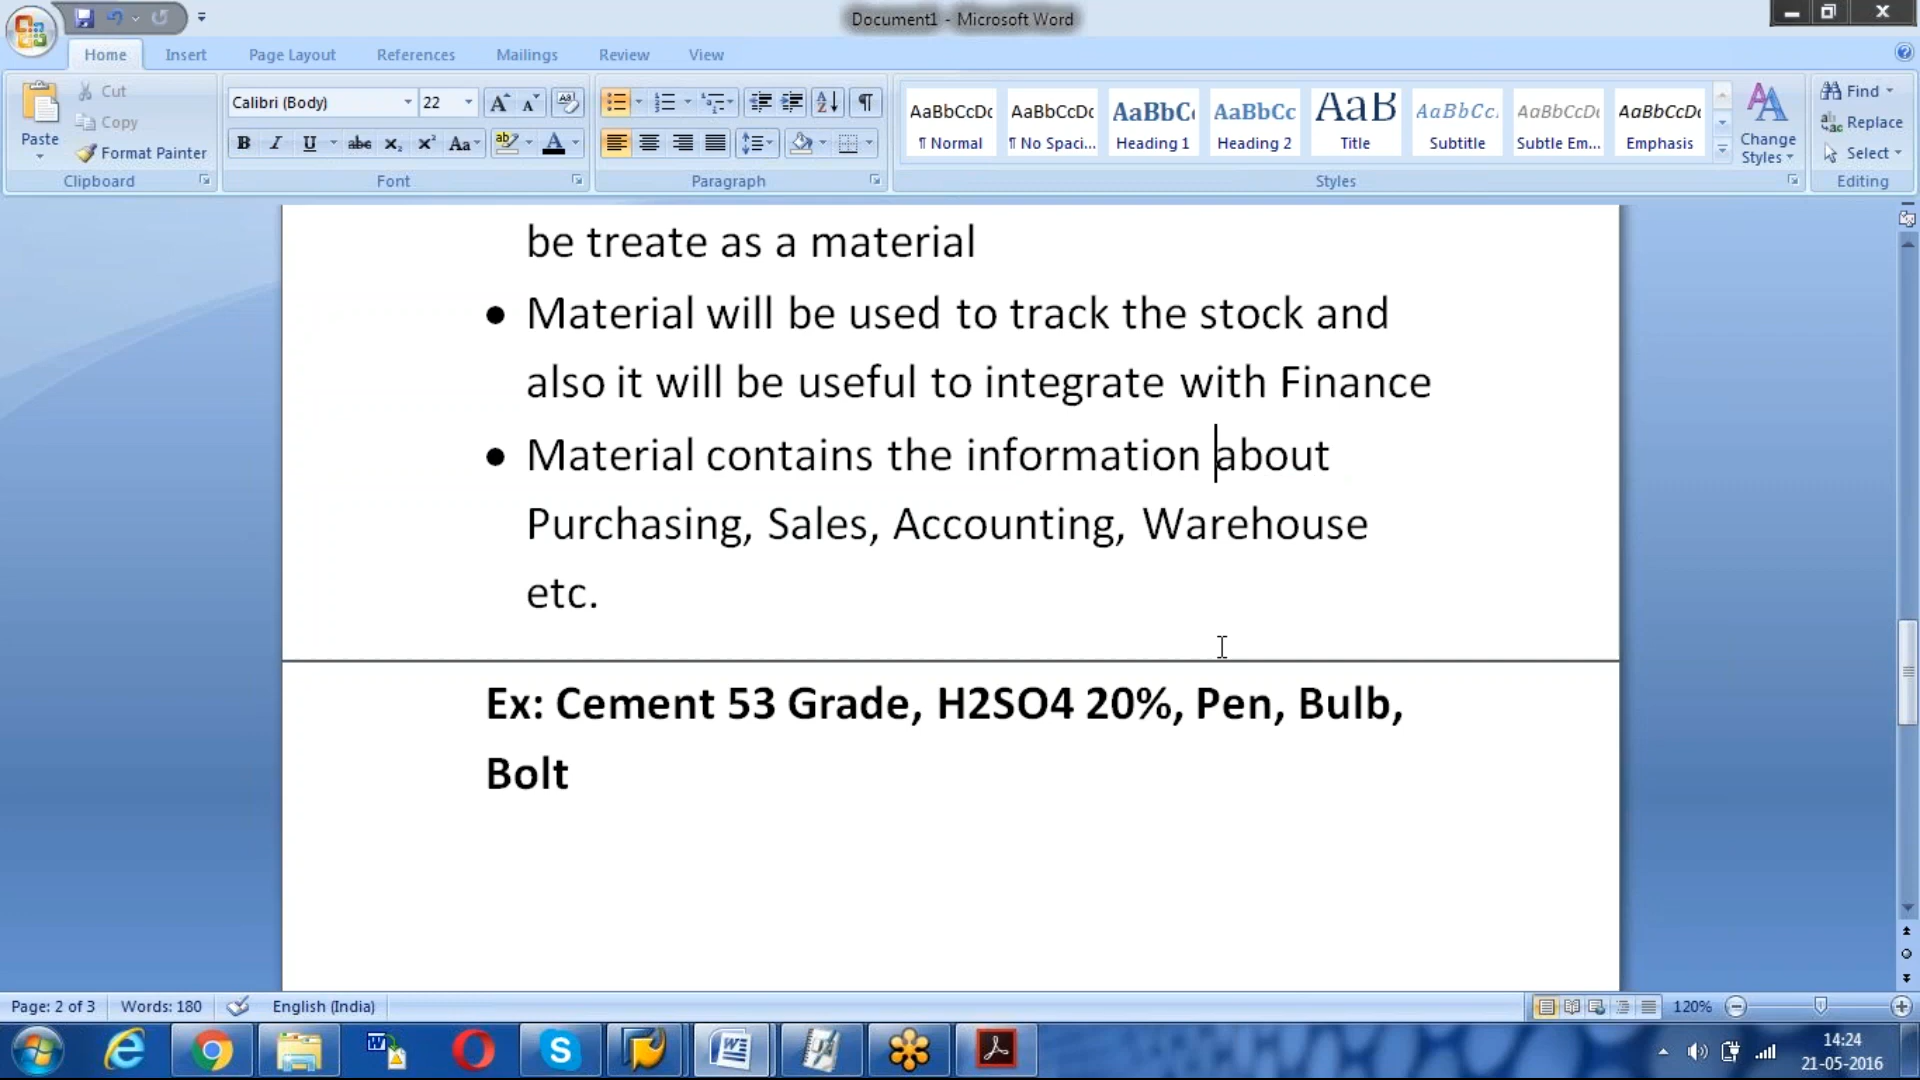 Document1 - Microsoft Word
Home Insert Page Layout References Mailings Review View
Paste
Cut
Copy
Format Painter
Clipboard
Calibri (Body) 22
Font
Paragraph
AaBbCcDc AaBbCcDc AaBbC AaBbCc AaB AaBbCc. AaBbCcDc AaBbCcDc
¶ Normal ¶ No Spaci... Heading 1 Heading 2 Title Subtitle Subtle Em... Emphasis
Styles
Change
Styles
Find
Replace
Select
Editing
be treate as a material
• Material will be used to track the stock and
also it will be useful to integrate with Finance
• Material contains the information about
Purchasing, Sales, Accounting, Warehouse
etc.
Ex: Cement 53 Grade, H2SO4 20%, Pen, Bulb,
Bolt
Page: 2 of 3 Words: 180 English (India) 120%
14:24
21-05-2016